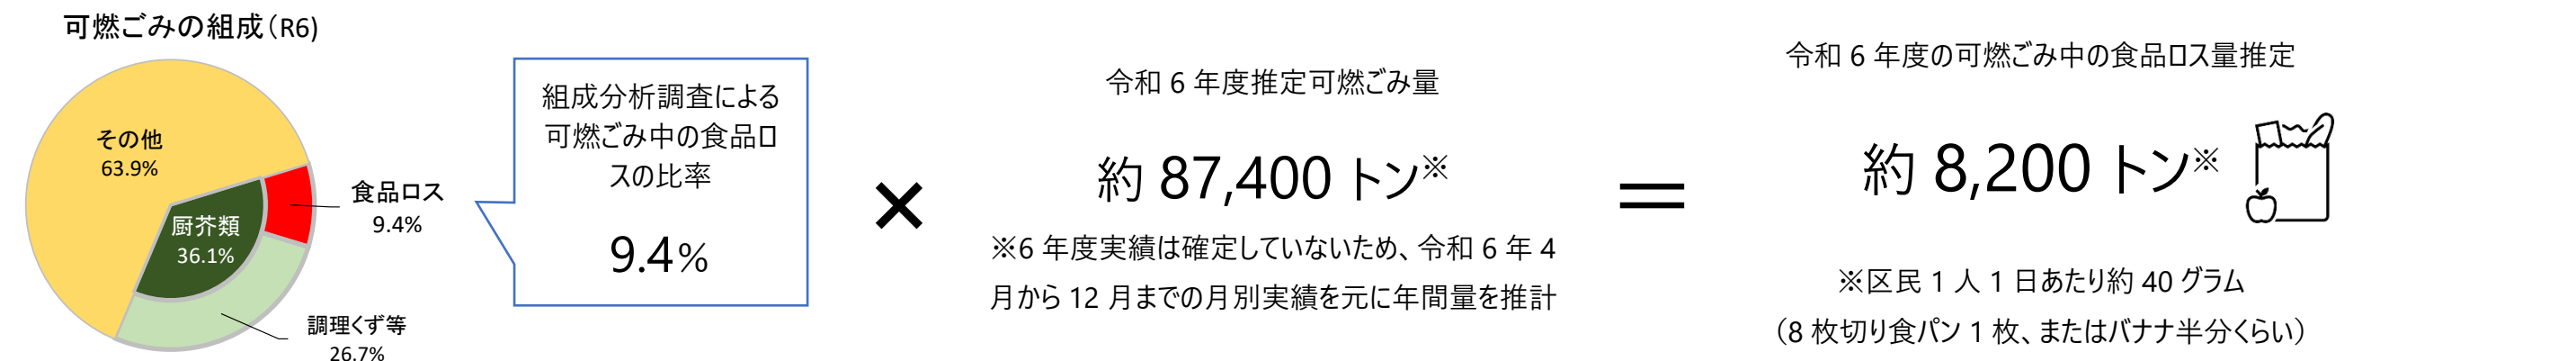 可燃ごみの組成（R6)
その他
63.9%
厨芥類
36.1%
食品ロス
9.4%
調理くず等
26.7%
組成分析調査による
可燃ごみ中の食品ロ
スの比率
9.4％
×
令和 6 年度推定可燃ごみ量
約 87,400 トン※
※6 年度実績は確定していないため、令和 6 年 4
月から 12 月までの月別実績を元に年間量を推計
＝
令和 6 年度の可燃ごみ中の食品ロス量推定
約 8,200 トン※
※区民 1 人 1 日あたり約 40 グラム
（8 枚切り食パン 1 枚、またはバナナ半分くらい）